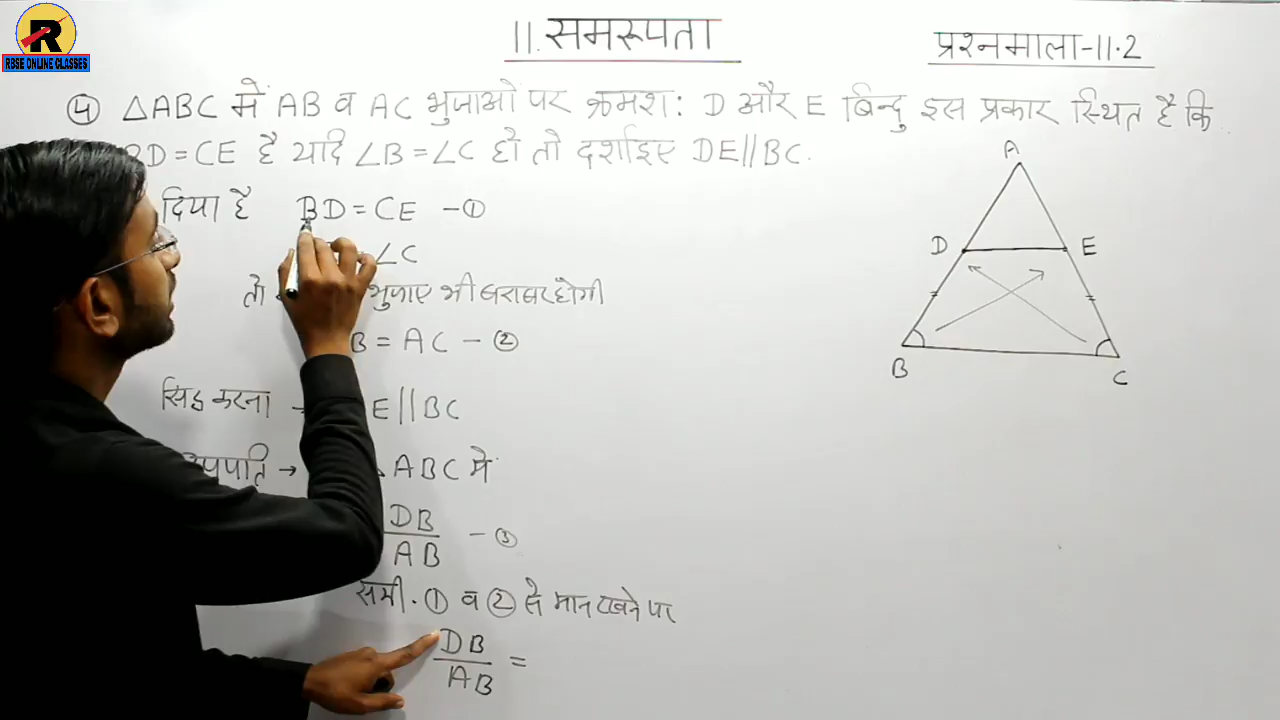 R
RBSE ONLINE CLASSES
11. समरूपता
प्रश्नमाला-11.2
④ △ABC में AB व AC भुजाओं पर क्रमश: D और E बिन्दु इस प्रकार स्थित है कि
BD = CE है यदि ∠B = ∠C हो तो दर्शाइए DE||BC.
दिया है BD = CE - ①
∠C
तो भुजाए भी बराबर होगी
B = AC - ②
सिद्ध करना → E||BC
उपपति → △ABC में
DB
AB - ③
समी. ① व ② से मान रखने पर
DB
AB =
A
D E
B C